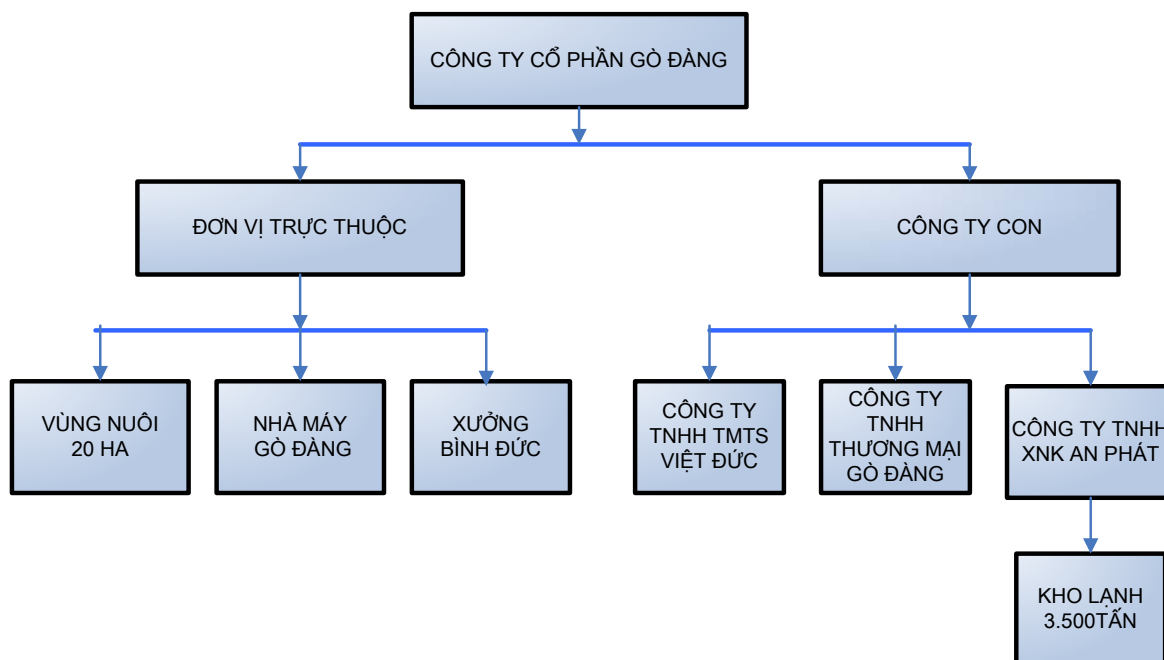 CÔNG TY CỔ PHẦN GÒ ĐÀNG
ĐƠN VỊ TRỰC THUỘC
CÔNG TY CON
VÙNG NUÔI
20 HA
NHÀ MÁY
GÒ ĐÀNG
XƯỞNG
BÌNH ĐỨC
CÔNG TY
TNHH TMTS
VIỆT ĐỨC
CÔNG TY
TNHH
THƯƠNG MẠI
GÒ ĐÀNG
CÔNG TY TNHH
XNK AN PHÁT
KHO LẠNH
3.500TẤN